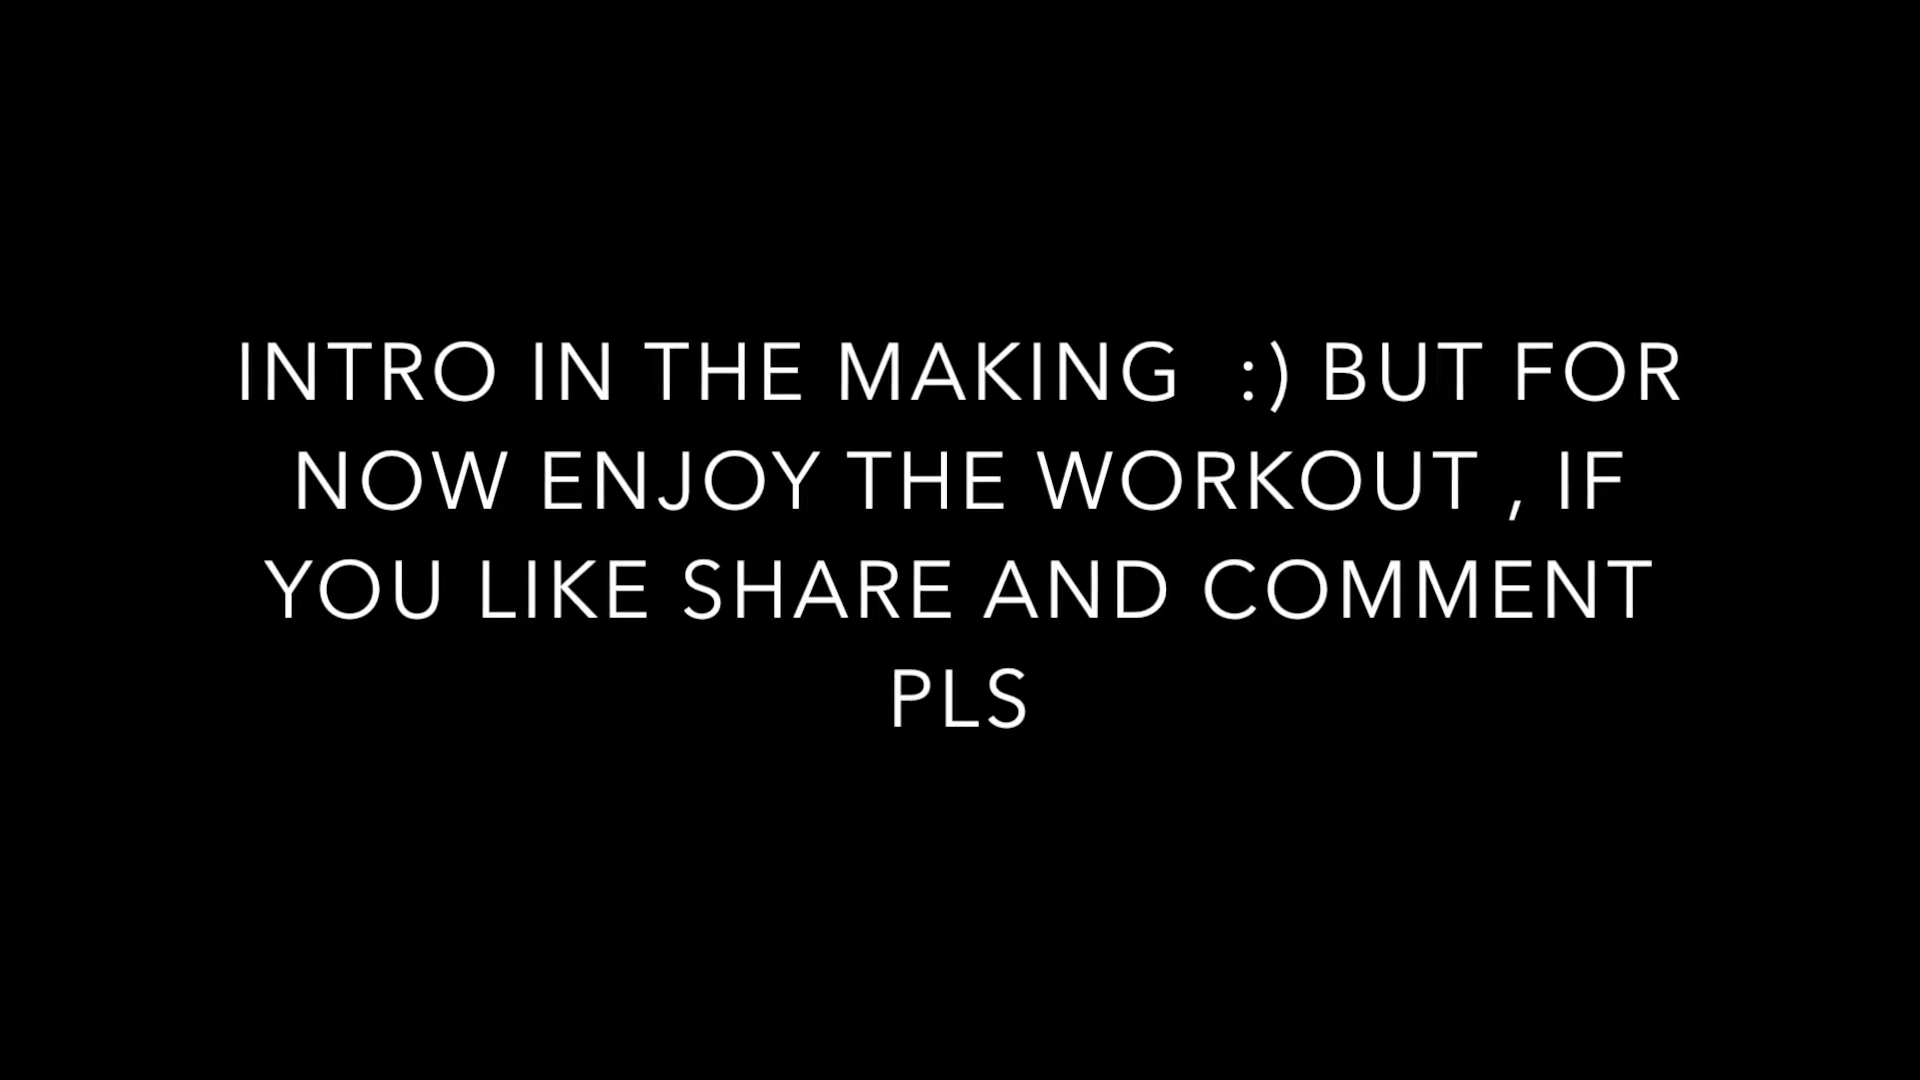 INTRO IN THE MAKING  :) BUT FOR
NOW ENJOY THE WORKOUT , IF
YOU LIKE SHARE AND COMMENT
PLS